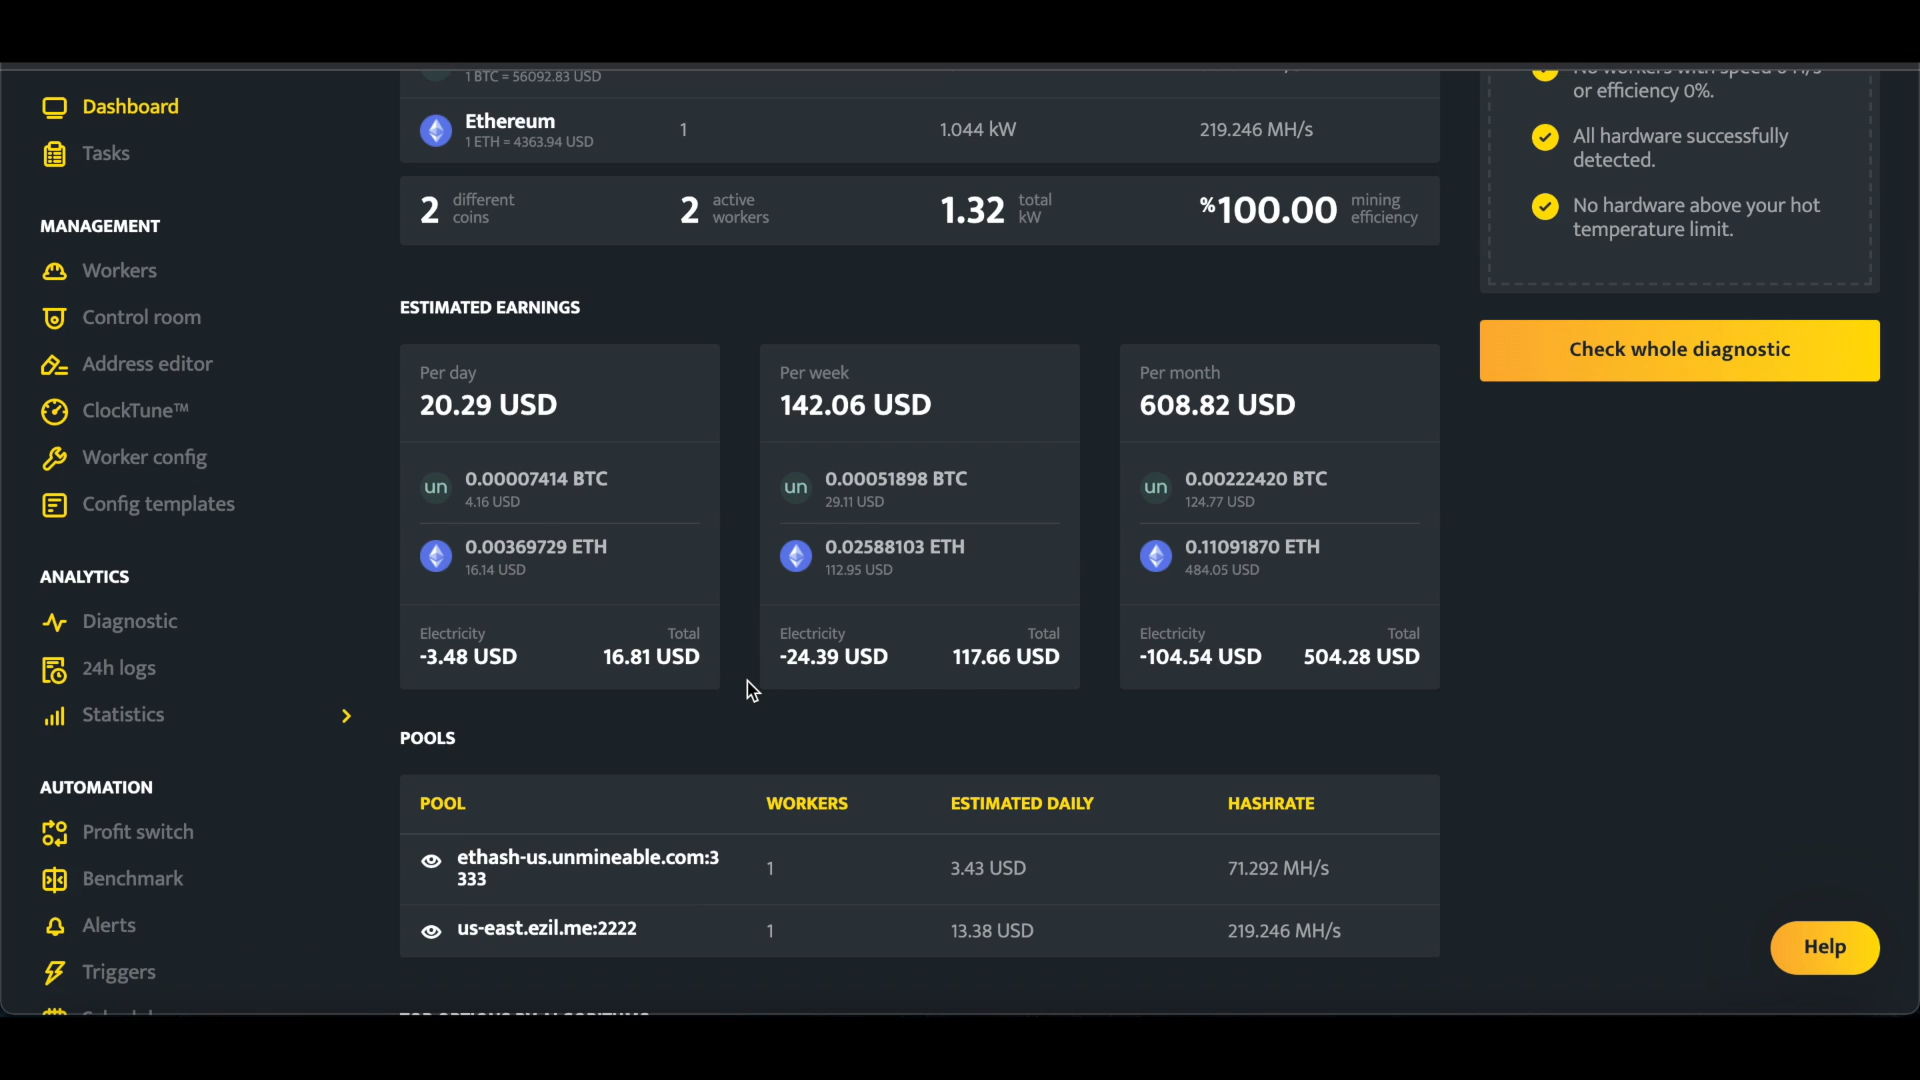 Dashboard
Tasks
MANAGEMENT
Workers
Control room
Address editor
ClockTune™
Worker config
Config templates
ANALYTICS
Diagnostic
24h logs
Statistics
AUTOMATION
Profit switch
Benchmark
Alerts
Triggers
1 BTC = 56092.83 USD
Ethereum
1 ETH = 4363.94 USD
1
1.044 kW
219.246 MH/s
2 different coins
2 active workers
1.32 total kW
%100.00 mining efficiency
ESTIMATED EARNINGS
Per day
20.29 USD
un
0.00007414 BTC
4.16 USD
0.00369729 ETH
16.14 USD
Electricity
Total
-3.48 USD
16.81 USD
Per week
142.06 USD
un
0.00051898 BTC
29.11 USD
0.02588103 ETH
112.95 USD
Electricity
Total
-24.39 USD
117.66 USD
Per month
608.82 USD
un
0.00222420 BTC
124.77 USD
0.11091870 ETH
484.05 USD
Electricity
Total
-104.54 USD
504.28 USD
POOLS
POOL WORKERS ESTIMATED DAILY HASHRATE
ethash-us.unmineable.com:3
333
1
3.43 USD
71.292 MH/s
us-east.ezil.me:2222
1
13.38 USD
219.246 MH/s
or efficiency 0%.
All hardware successfully
detected.
No hardware above your hot
temperature limit.
Check whole diagnostic
Help